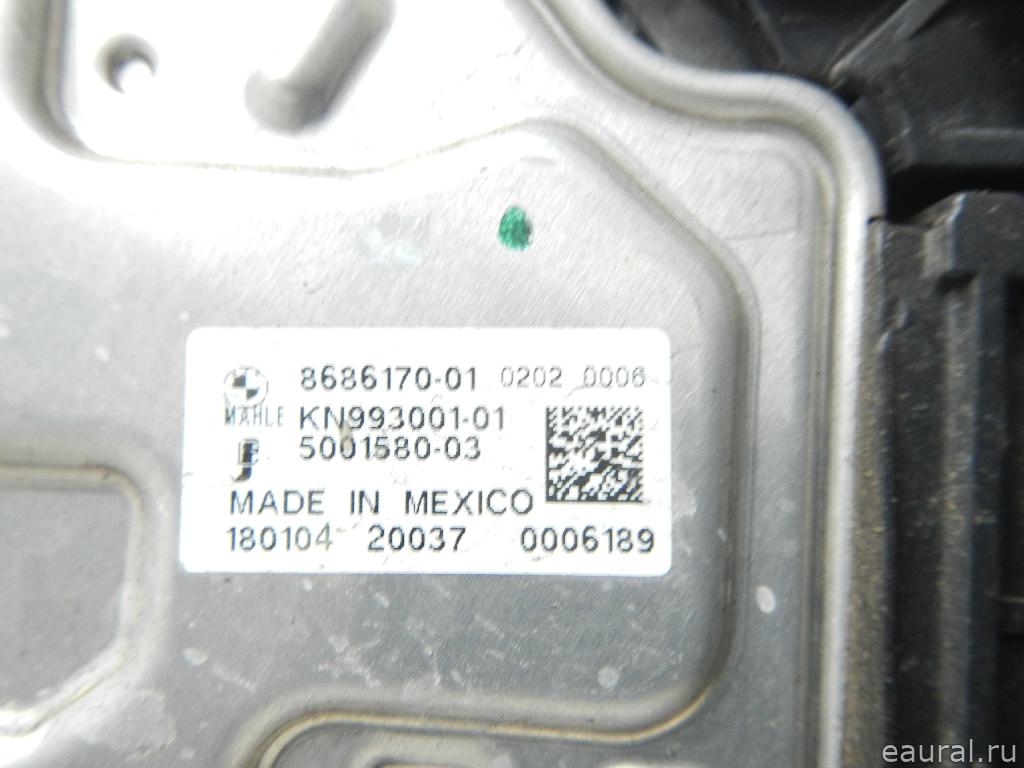 8686170-01 0202 0006
MAHLE KN993001-01
5001580-03
MADE IN MEXICO
180104 20037 0006189
eaural.ru